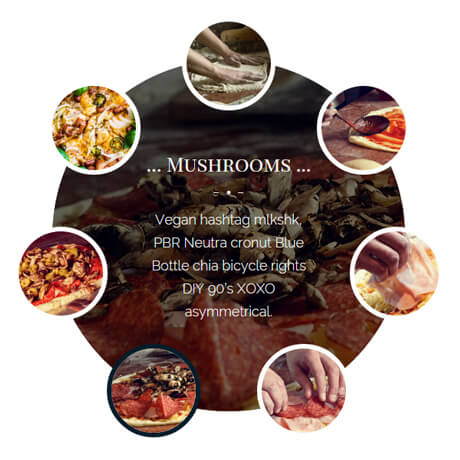 ... Mushrooms ...
Vegan hashtag mlkshk,
PBR Neutra cronut Blue
Bottle chia bicycle rights
DIY 90's XOXO
asymmetrical.